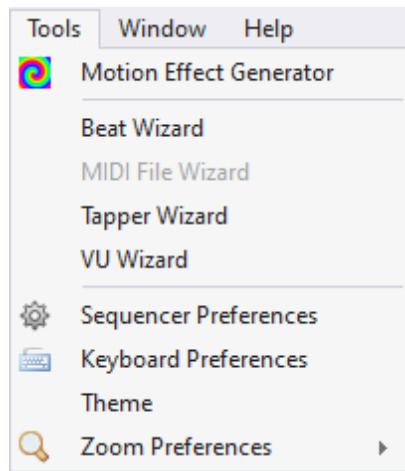 Tools Window Help
Motion Effect Generator
Beat Wizard
MIDI File Wizard
Tapper Wizard
VU Wizard
Sequencer Preferences
Keyboard Preferences
Theme
Zoom Preferences